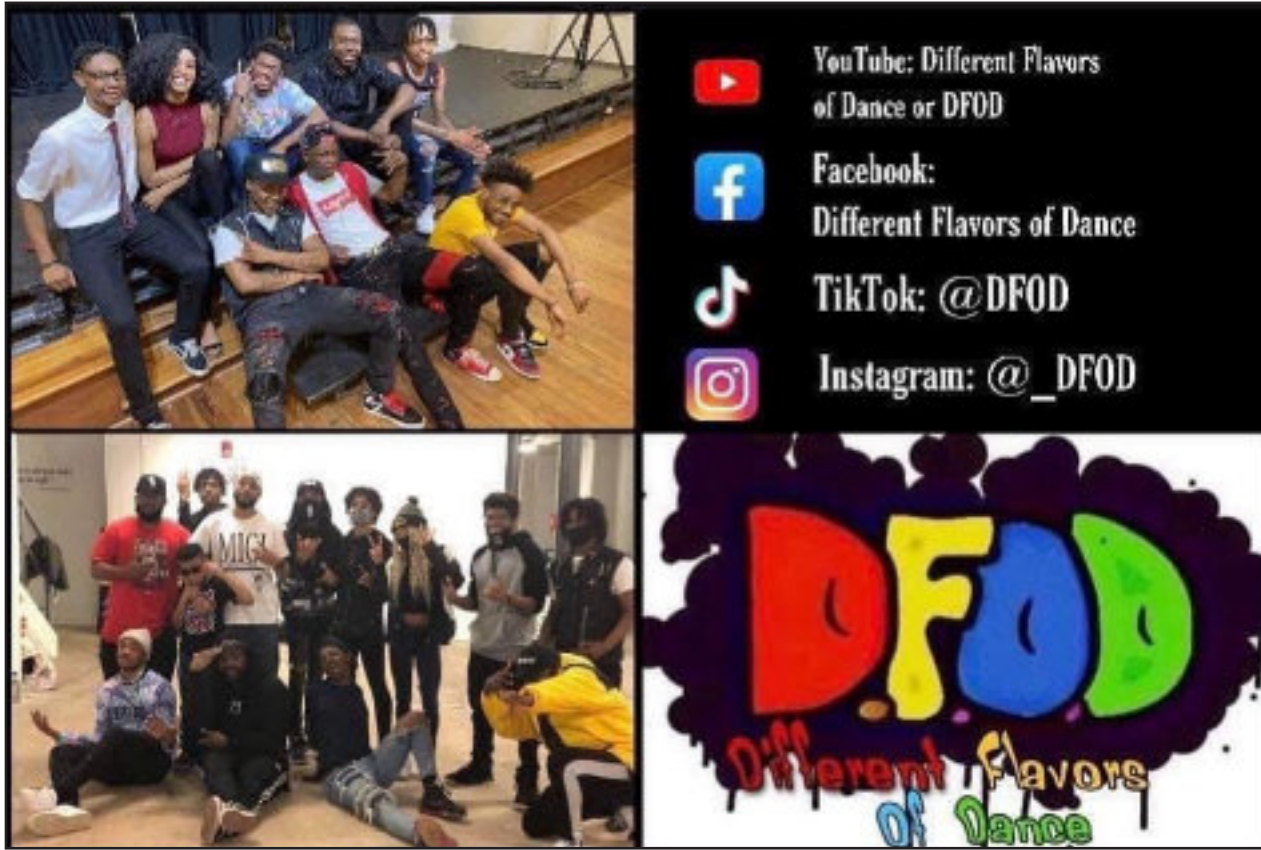 YouTube: Different Flavors
of Dance or DFOD
Facebook:
Different Flavors of Dance
TikTok: @DFOD
Instagram: @_DFOD
MIGI
D.F.O.D
Different Flavors
Of Dance